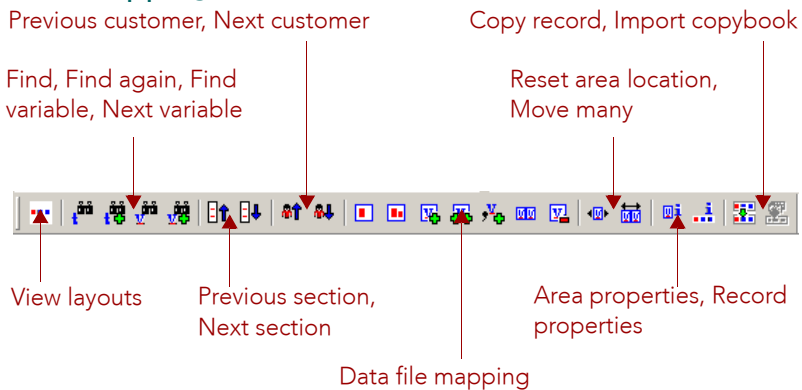 Previous customer, Next customer
Copy record, Import copybook
Find, Find again, Find
variable, Next variable
Reset area location,
Move many
View layouts
Previous section,
Next section
Area properties, Record
properties
Data file mapping